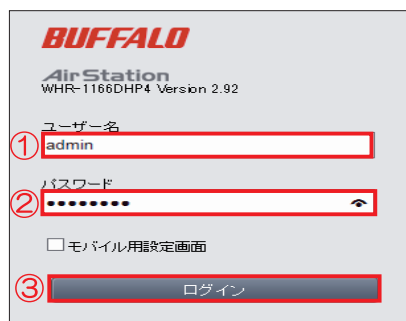 BUFFALO
AirStation
WHR-1166DHP4 Version 2.92
ユーザー名
① admin
パスワード
② ●●●●●●●●
モバイル用設定画面
③ ログイン